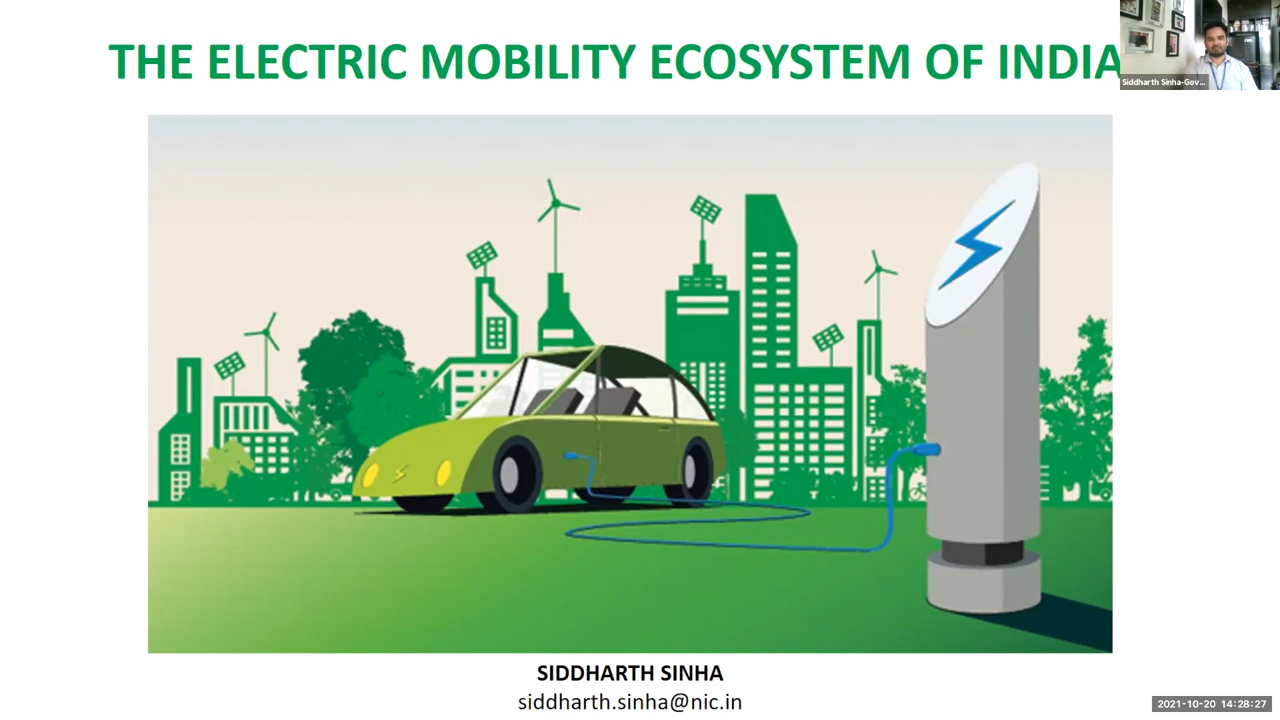 THE ELECTRIC MOBILITY ECOSYSTEM OF INDIA
Siddharth Sinha-Gov...
SIDDHARTH SINHA
siddharth.sinha@nic.in
2021-10-20 14:28:27